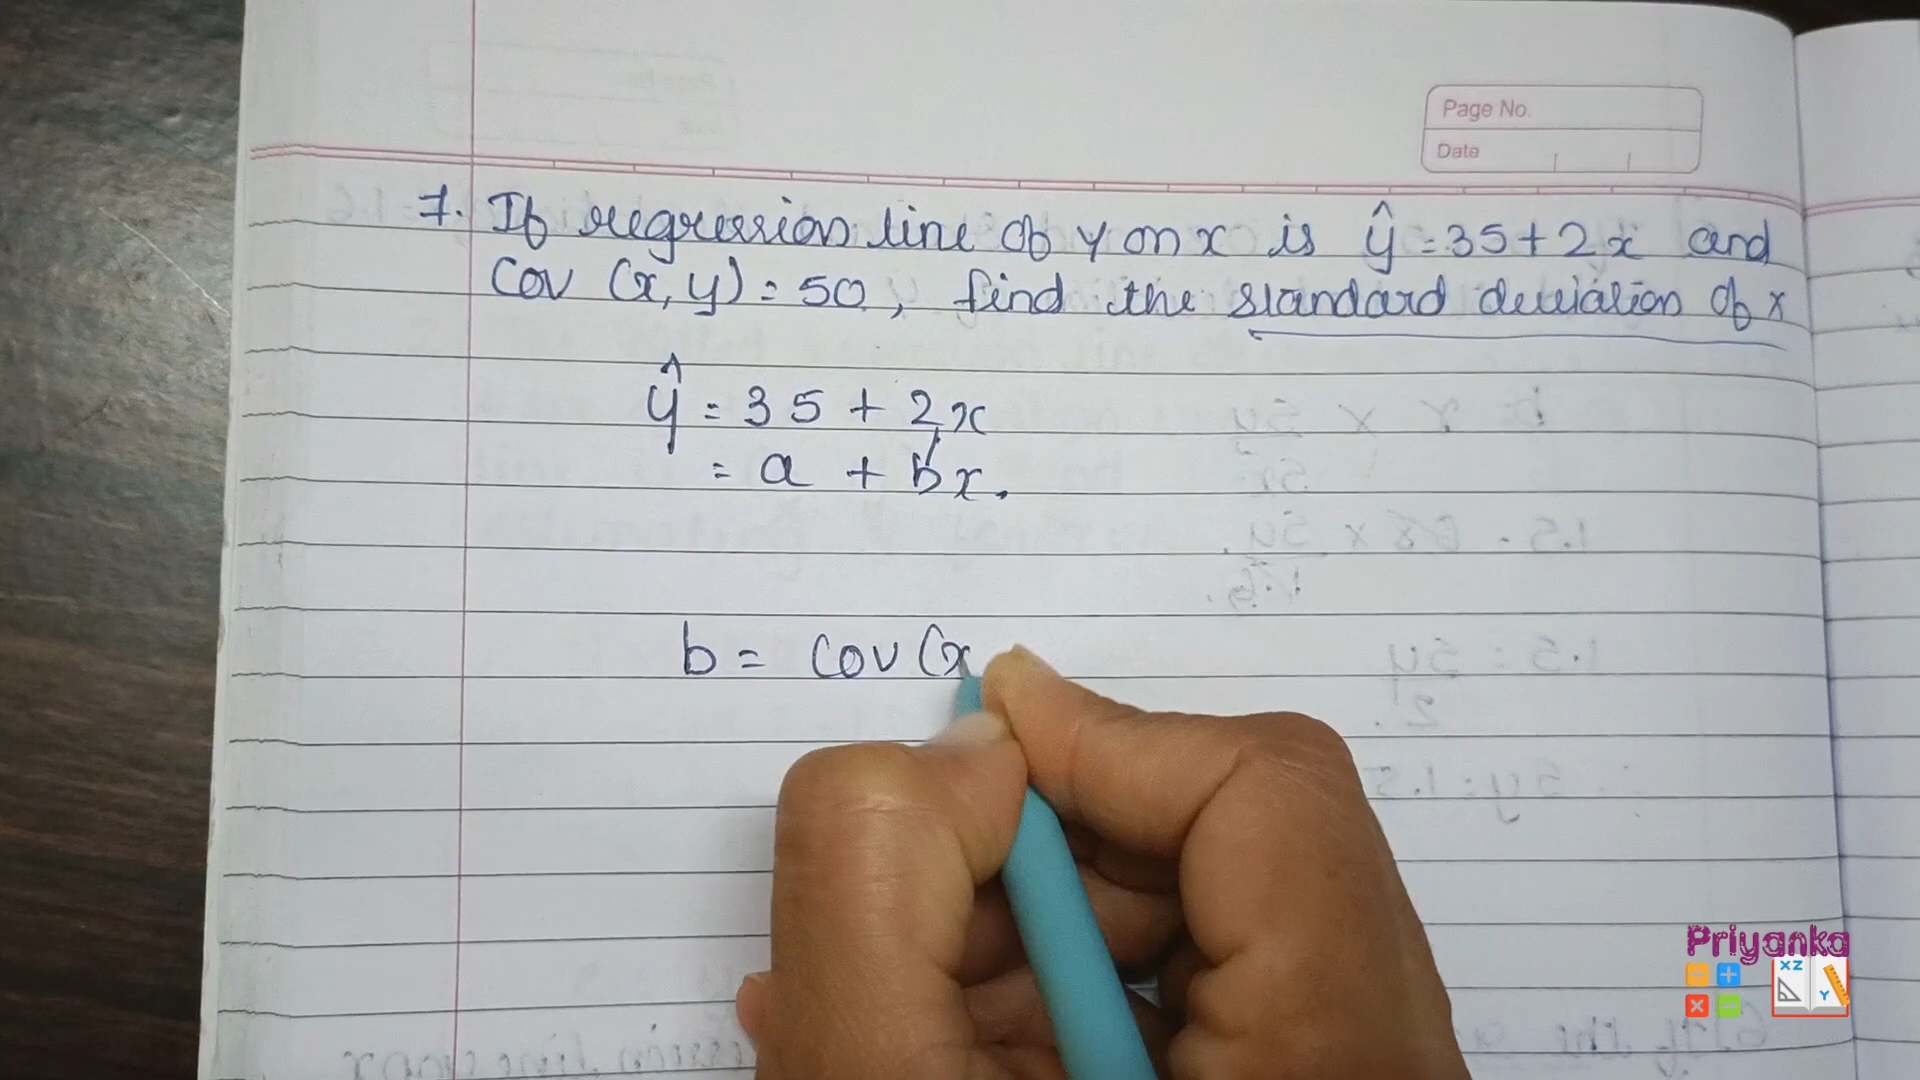 Page No.
Date
7. If regression line of Y on x is ŷ = 35 + 2x and
Cov (x, y) = 50, find the standard deviation of x
ŷ = 35 + 2x
= a + bx.
b = Cov (x
Priyanka
XZ
Y